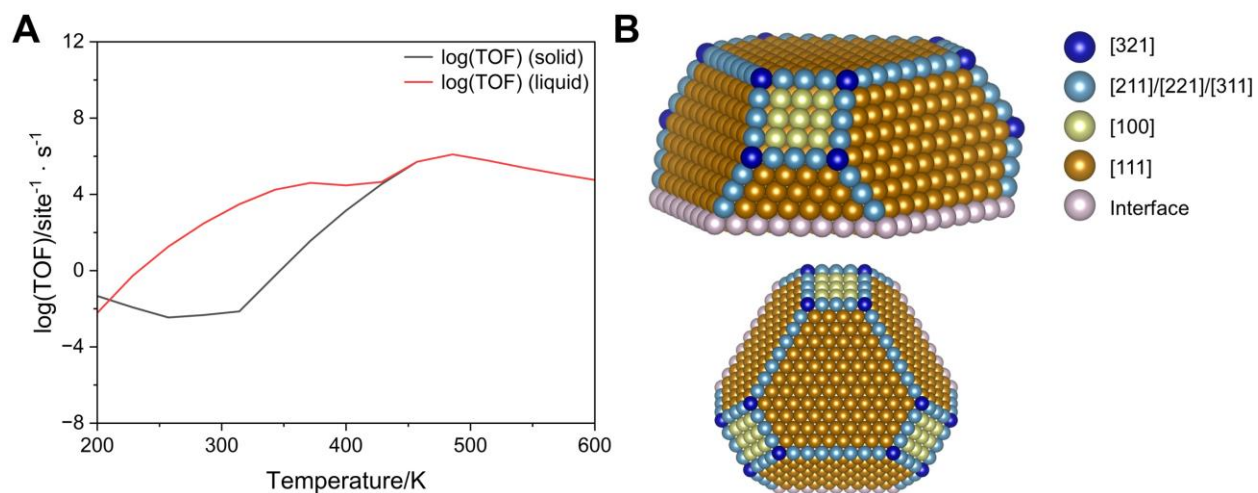 A
12
8
4
0
−4
−8
200
300
400
500
600
log(TOF)/site⁻¹ · s⁻¹
Temperature/K
log(TOF) (solid)
log(TOF) (liquid)
B
[321]
[211]/[221]/[311]
[100]
[111]
Interface